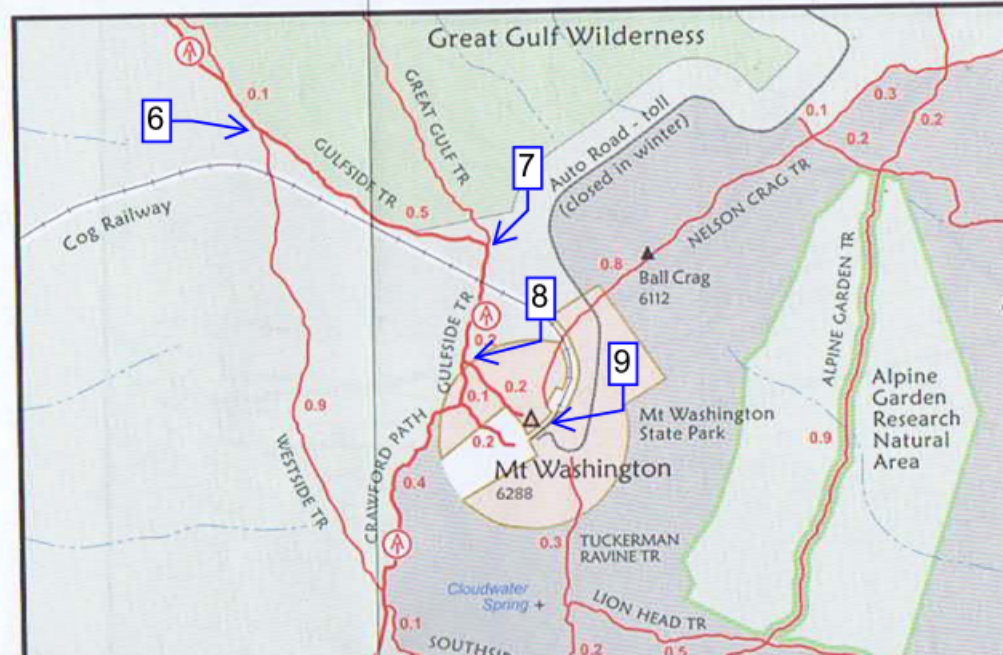 Great Gulf Wilderness
0.1
6
GREAT GULF TR
GULFSIDE TR
7
Auto Road - toll
(closed in winter)
0.1
0.3
0.2
0.2
NELSON CRAG TR
Cog Railway
0.5
0.8
Ball Crag
6112
8
GULFSIDE TR
0.2
ALPINE GARDEN TR
9
0.1
0.2
0.2
Mt Washington
State Park
Alpine
Garden
Research
Natural
Area
0.9
0.9
Mt Washington
6288
WESTSIDE TR
CRAWFORD PATH
0.4
0.3
TUCKERMAN
RAVINE TR
Cloudwater
Spring
LION HEAD TR
0.1
SOUTHSI
0.2
0.5